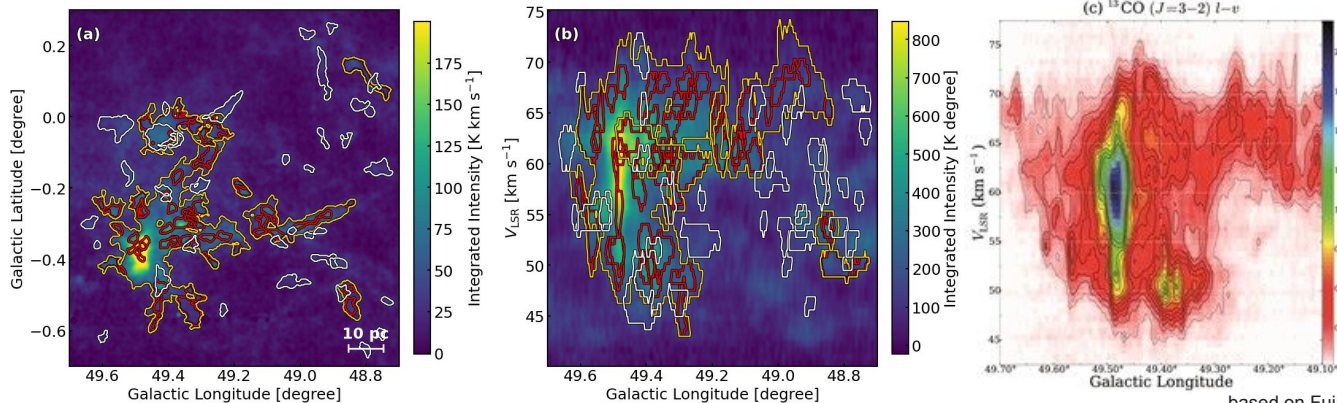 (a)
Galactic Latitude [degree]
0.2
0.0
−0.2
−0.4
−0.6
49.6 49.4 49.2 49.0 48.8
Galactic Longitude [degree]
10 pc
175
150
125
100
75
50
25
0
Integrated Intensity [K km s⁻¹]
(b)
V_LSR [km s⁻¹]
75
70
65
60
55
50
45
49.6 49.4 49.2 49.0 48.8
Galactic Longitude [degree]
800
700
600
500
400
300
200
100
0
Integrated Intensity [K degree]
(c) ¹³CO (J=3−2) l−v
V_LSR (km s⁻¹)
75
70
65
60
55
50
45
49.70° 49.60° 49.50° 49.40° 49.30° 49.20° 49.10°
Galactic Longitude
based on Fuj